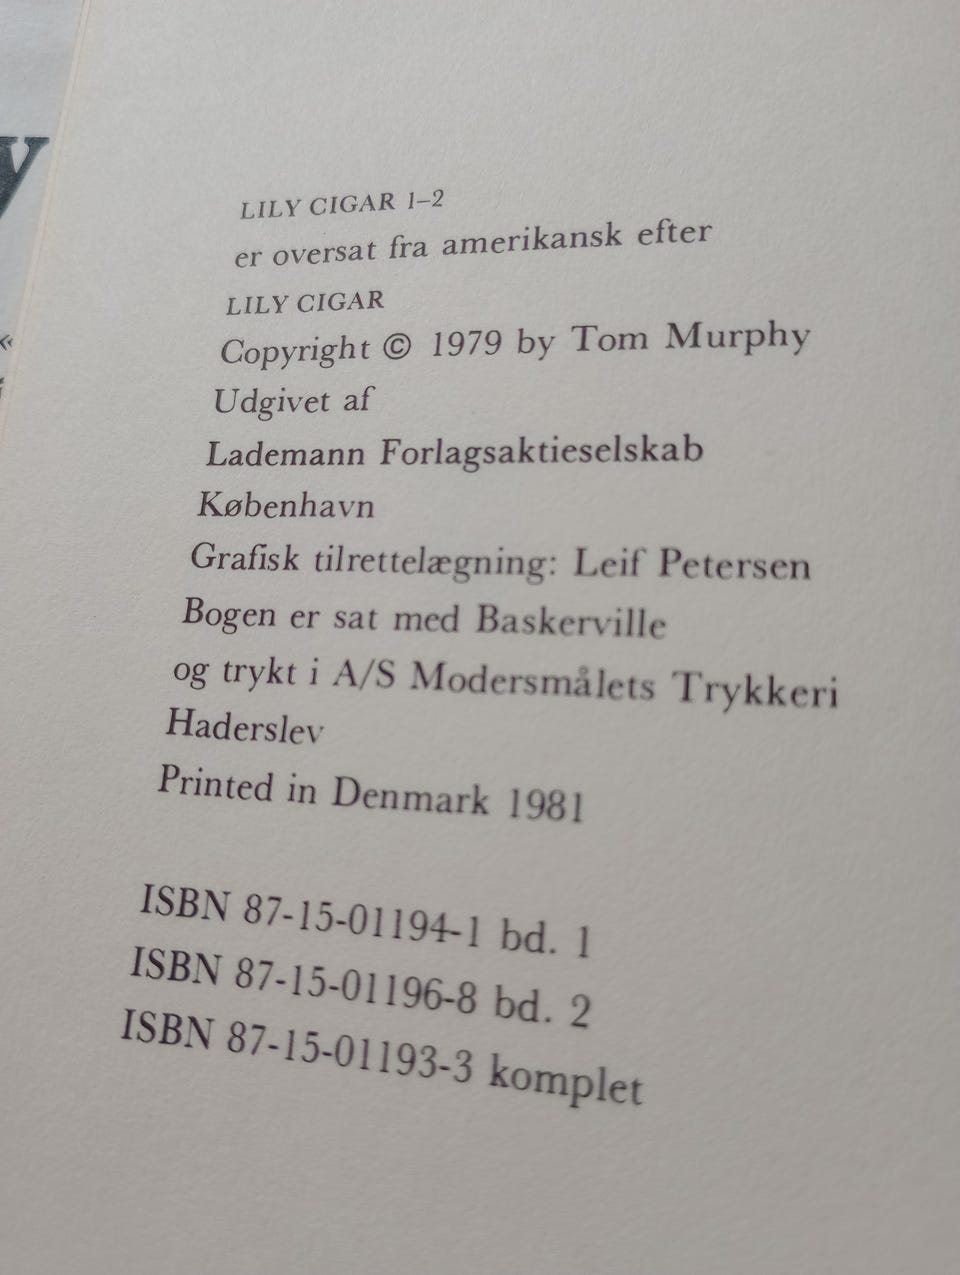 y
«
LILY CIGAR 1–2
er oversat fra amerikansk efter
LILY CIGAR
Copyright © 1979 by Tom Murphy
Udgivet af
Lademann Forlagsaktieselskab
København
Grafisk tilrettelægning: Leif Petersen
Bogen er sat med Baskerville
og trykt i A/S Modersmålets Trykkeri
Haderslev
Printed in Denmark 1981
ISBN 87-15-01194-1 bd. 1
ISBN 87-15-01196-8 bd. 2
ISBN 87-15-01193-3 komplet